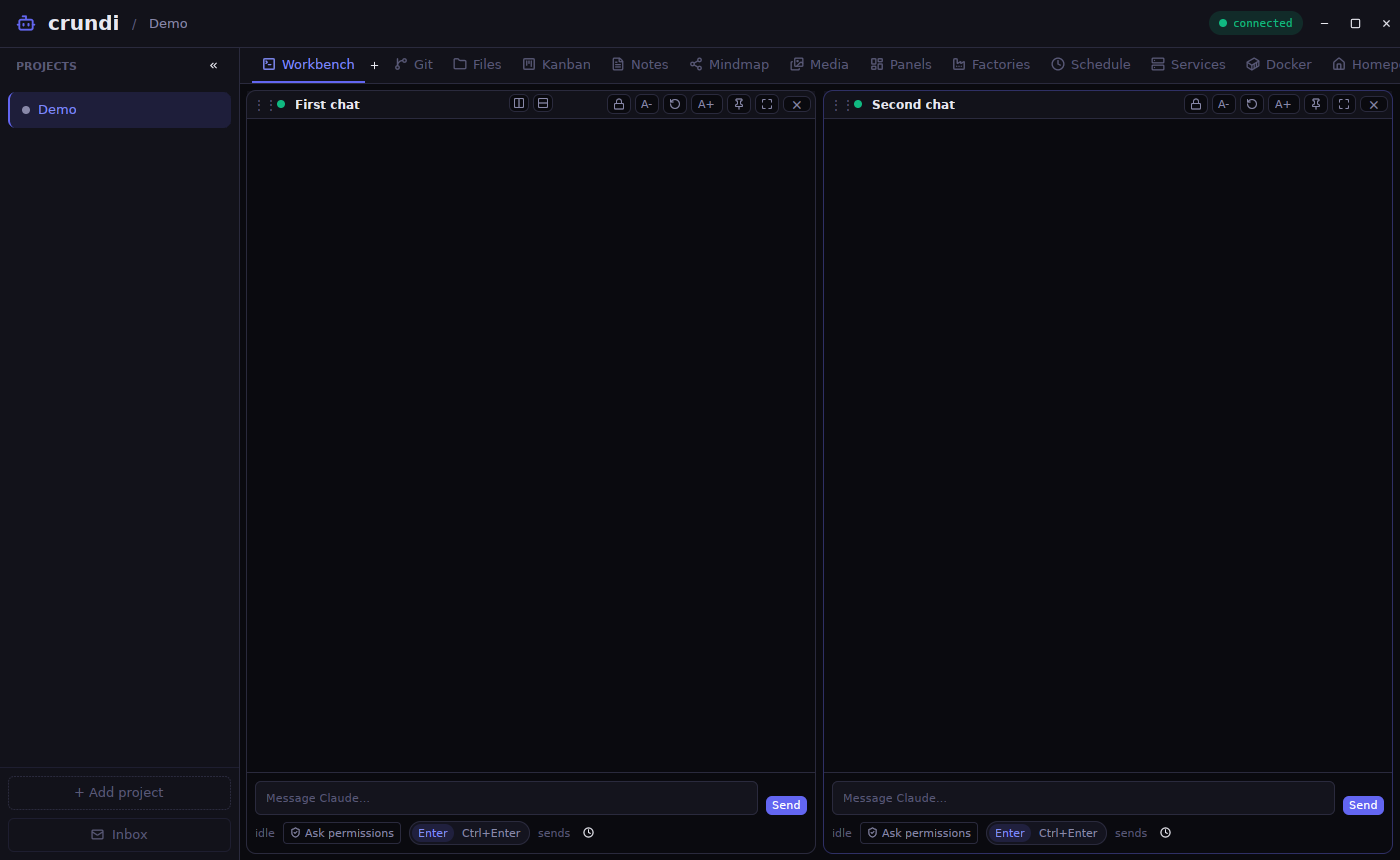 crundi / Demo
connected
PROJECTS «
Workbench + Git Files Kanban Notes Mindmap Media Panels Factories Schedule Services Docker Homep
Demo
First chat A- A+
Second chat A- A+
Message Claude... Send
idle Ask permissions Enter Ctrl+Enter sends
Message Claude... Send
idle Ask permissions Enter Ctrl+Enter sends
+ Add project
Inbox